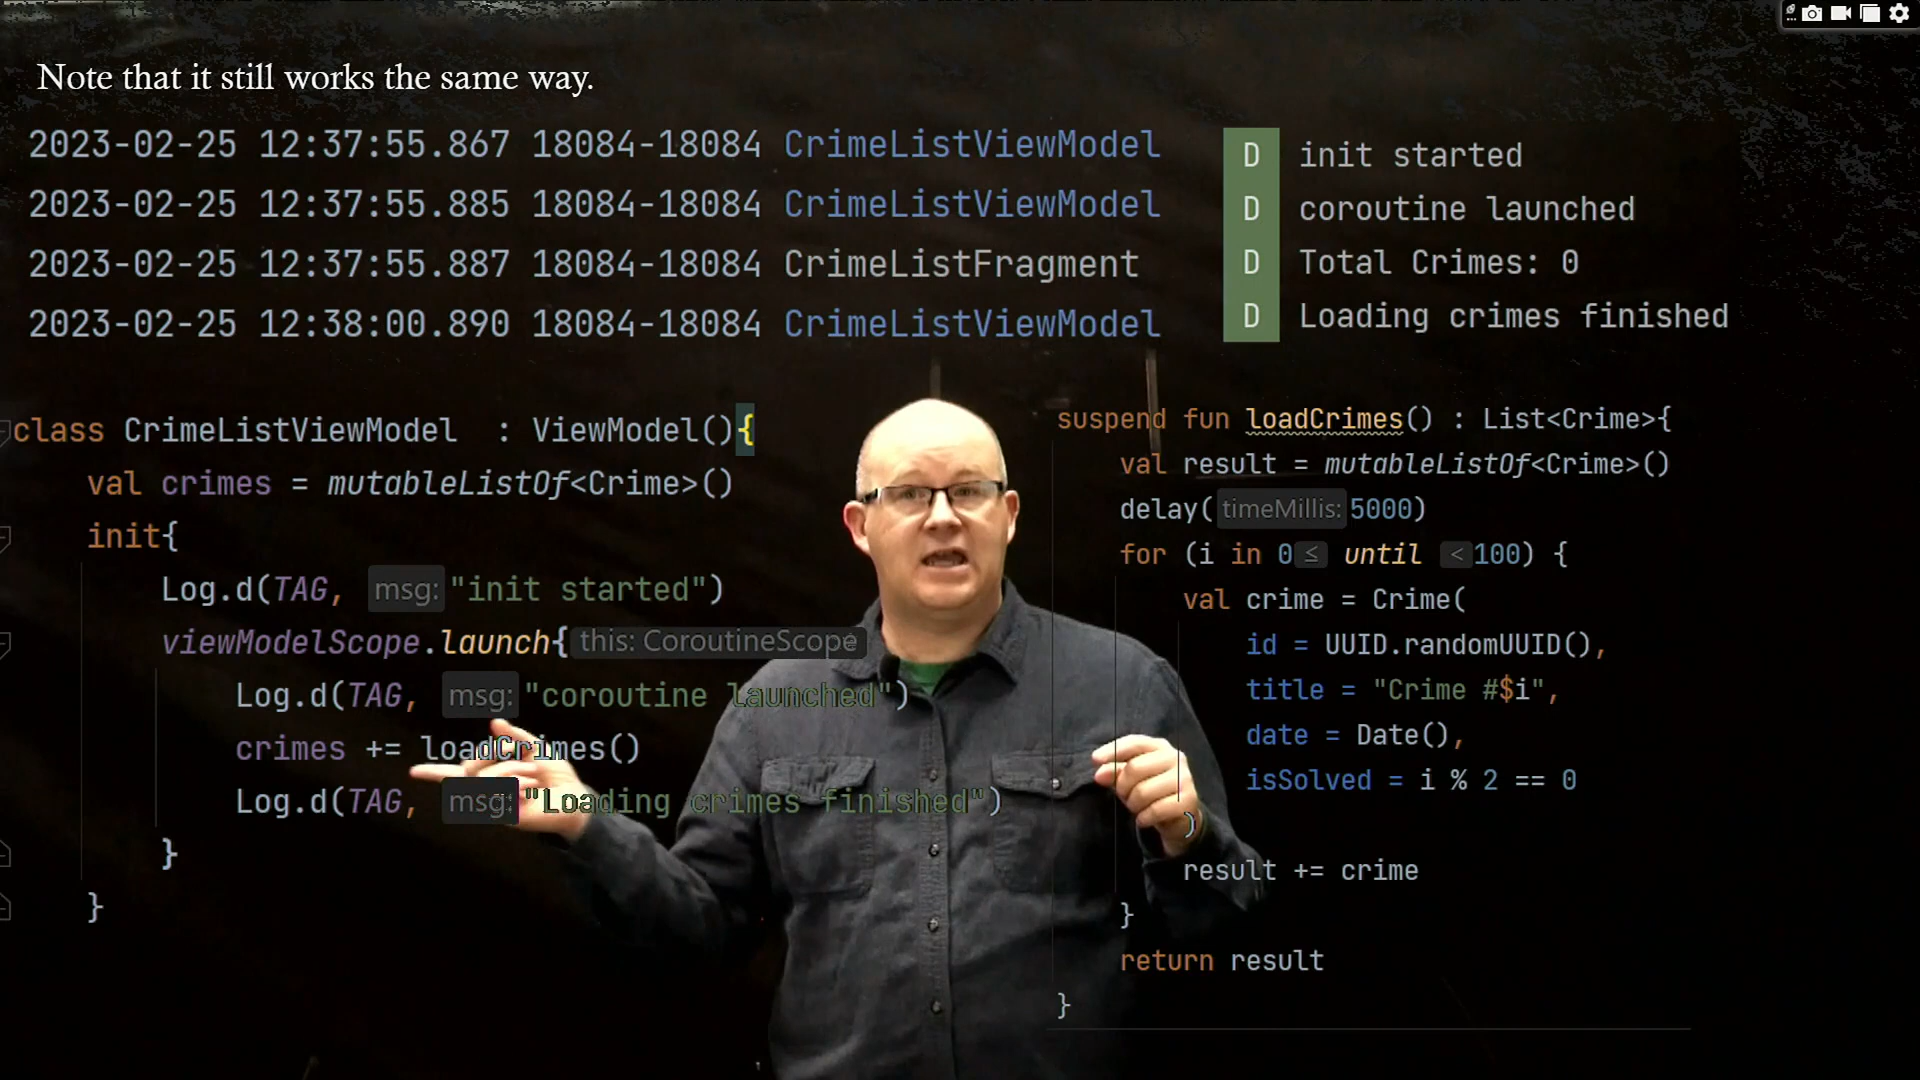 Note that it still works the same way.
2023-02-25 12:37:55.867 18084-18084 CrimeListViewModel D init started
2023-02-25 12:37:55.885 18084-18084 CrimeListViewModel D coroutine launched
2023-02-25 12:37:55.887 18084-18084 CrimeListFragment D Total Crimes: 0
2023-02-25 12:38:00.890 18084-18084 CrimeListViewModel D Loading crimes finished
class CrimeListViewModel : ViewModel(){
val crimes = mutableListOf<Crime>()
init{
Log.d(TAG, msg: "init started")
viewModelScope.launch{ this: CoroutineScope
Log.d(TAG, msg: "coroutine launched")
crimes += loadCrimes()
Log.d(TAG, msg: "Loading crimes finished")
}
}
suspend fun loadCrimes() : List<Crime>{
val result = mutableListOf<Crime>()
delay( timeMillis: 5000)
for (i in 0 ≤ until < 100) {
val crime = Crime(
id = UUID.randomUUID(),
title = "Crime #$i",
date = Date(),
isSolved = i % 2 == 0
)
result += crime
}
return result
}